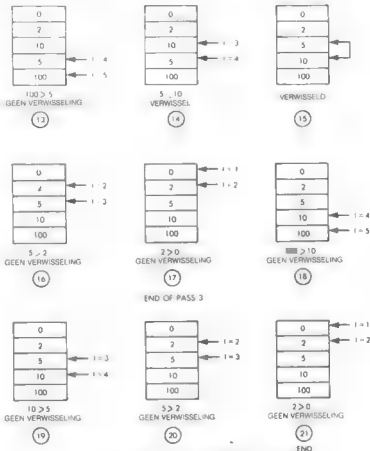 0
2
10
5 I = 4
100 I = 5
100 > 5
GEEN VERWISSELING
13
0
2
10 I = 3
5 I = 4
100
5 10
VERWISSEL
14
0
2
5
10
100
VERWISSELD
15
0
2 I = 2
5 I = 3
10
100
5 > 2
GEEN VERWISSELING
16
0 I = 1
2 I = 2
5
10
100
2 > 0
GEEN VERWISSELING
17
END OF PASS 3
0
2
5
10 I = 4
100 I = 5
> 10
GEEN VERWISSELING
18
0
2
5 I = 3
10 I = 4
100
10 > 5
GEEN VERWISSELING
19
0
2 I = 2
5 I = 3
10
100
5 > 2
GEEN VERWISSELING
20
0 I = 1
2 I = 2
5
10
100
2 > 0
GEEN VERWISSELING
21
END